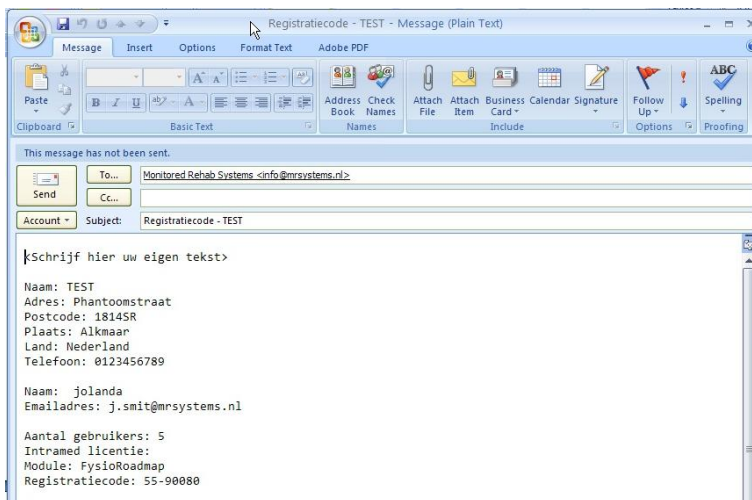 Registratiecode - TEST - Message (Plain Text)
Message Insert Options Format Text Adobe PDF
Paste
B I U
Address Book
Check Names
Attach File
Attach Item
Business Card
Calendar
Signature
Follow Up
ABC
Spelling
Clipboard
Basic Text
Names
Include
Options
Proofing
This message has not been sent.
Send
To... Monitored Rehab Systems <info@mrsystems.nl>
Cc...
Account Subject: Registratiecode - TEST
<Schrijf hier uw eigen tekst>
Naam: TEST
Adres: Phantoomstraat
Postcode: 1814SR
Plaats: Alkmaar
Land: Nederland
Telefoon: 0123456789
Naam: jolanda
Emailadres: j.smit@mrsystems.nl
Aantal gebruikers: 5
Intramed licentie:
Module: FysioRoadmap
Registratiecode: 55-90080